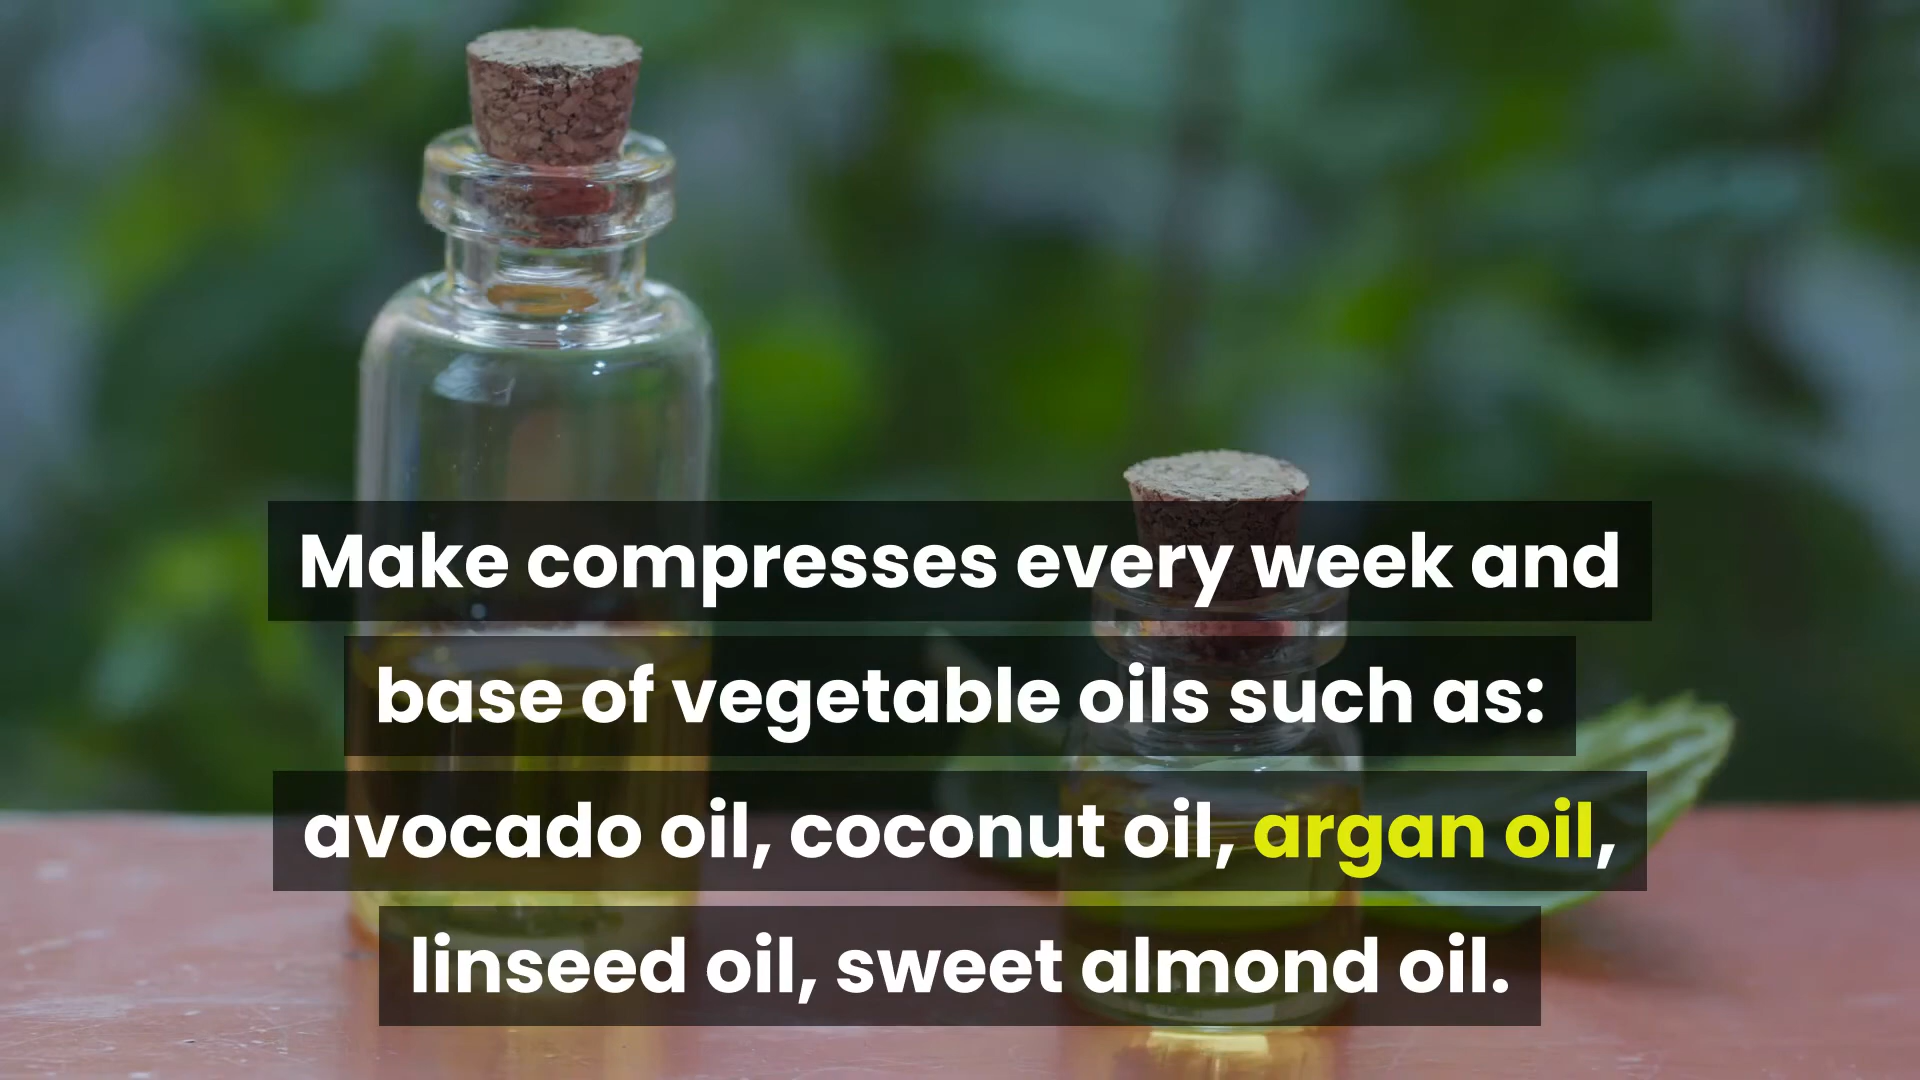 Make compresses every week and
base of vegetable oils such as:
avocado oil, coconut oil, argan oil,
linseed oil, sweet almond oil.